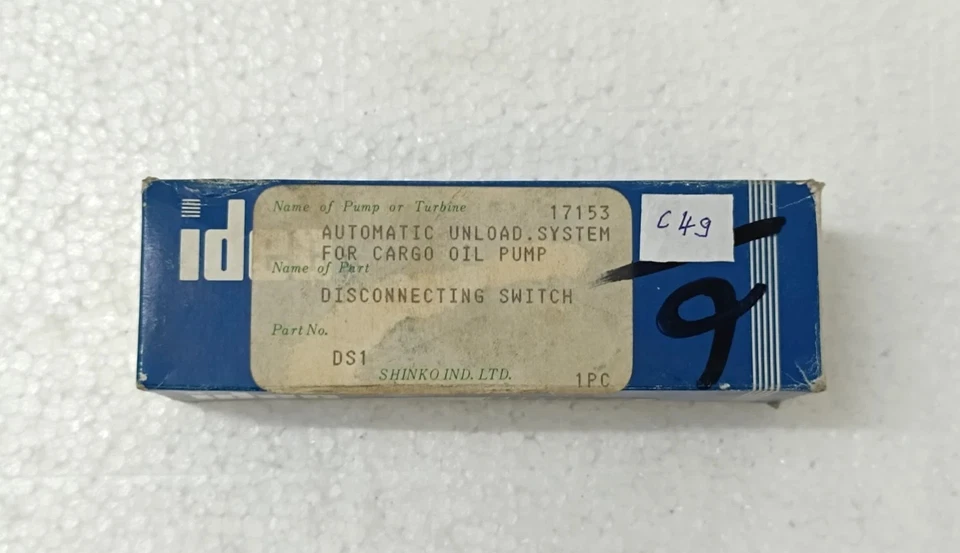 Name of Pump or Turbine 17153
AUTOMATIC UNLOAD.SYSTEM
FOR CARGO OIL PUMP
Name of Part
DISCONNECTING SWITCH
Part No.
DS1
SHINKO IND. LTD. 1PC
C49
9